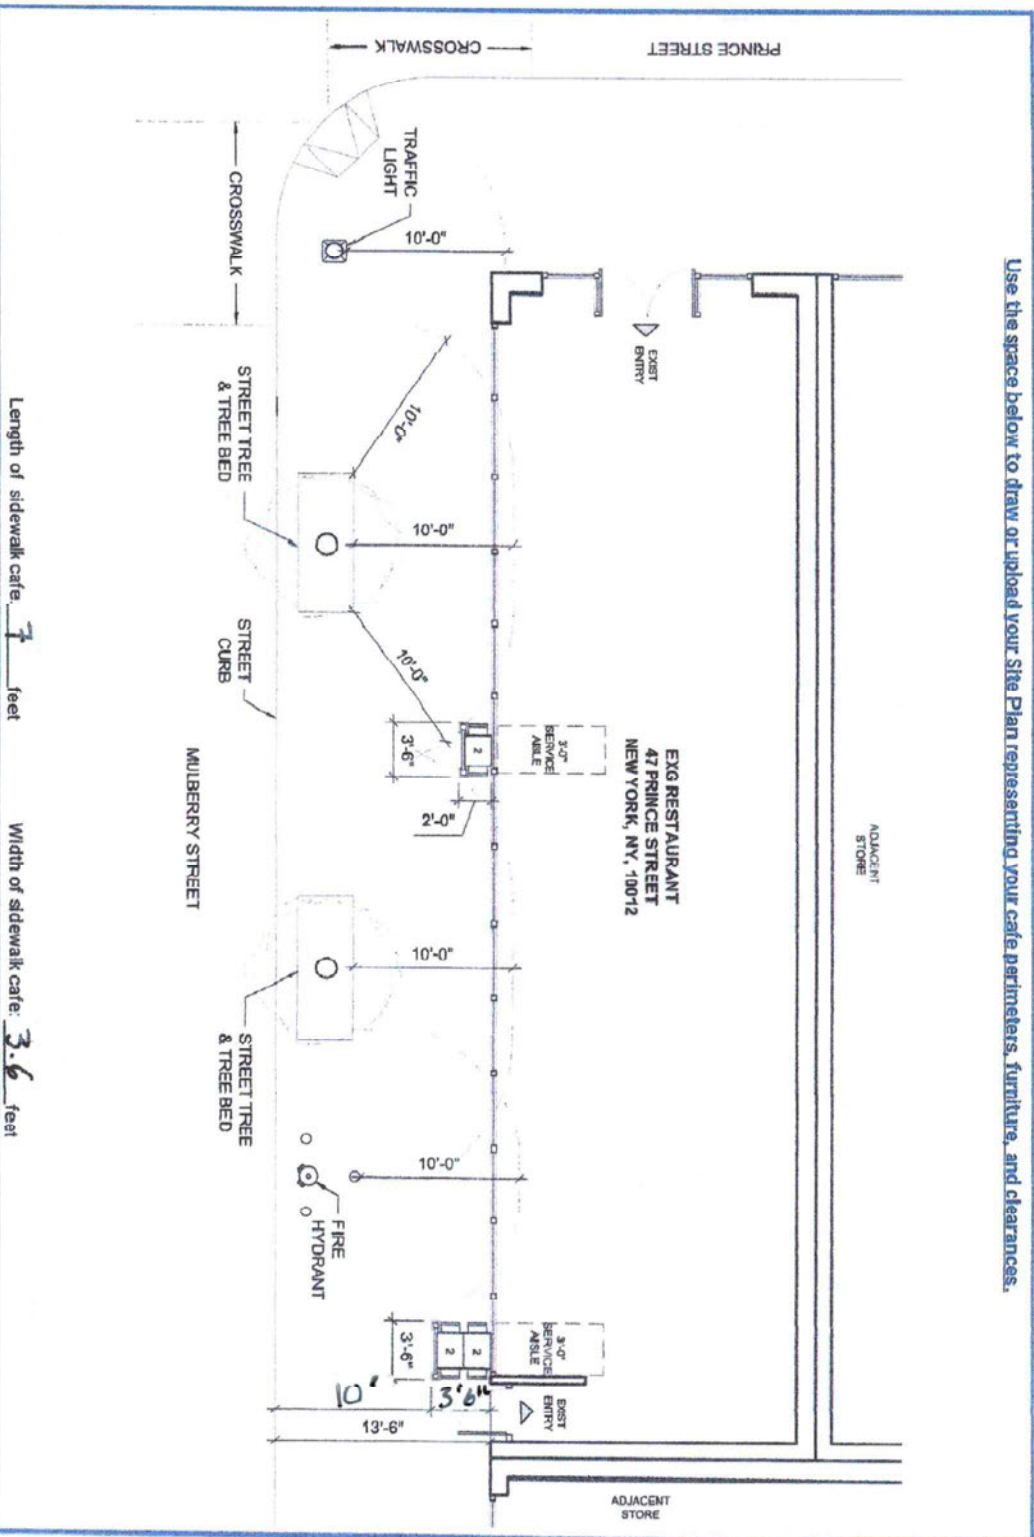 Use the space below to draw or upload your Site Plan representing your cafe perimeters, furniture, and clearances.
PRINCE STREET
CROSSWALK
TRAFFIC
LIGHT
10'-0"
CROSSWALK
EXIST
ENTRY
ADJACENT
STORE
EXG RESTAURANT
47 PRINCE STREET
NEW YORK, NY, 10012
10'-0"
STREET TREE
& TREE BED
10'-0"
10'-0"
STREET
CURB
3'-0"
SERVICE
AISLE
2
3'-6"
2'-0"
MULBERRY STREET
10'-0"
STREET TREE
& TREE BED
10'-0"
FIRE
HYDRANT
3'-0"
SERVICE
AISLE
2
2
3'-6"
10'
3'6"
13'-6"
EXIST
ENTRY
ADJACENT
STORE
Length of sidewalk cafe: 7 feet
Width of sidewalk cafe: 3.6 feet